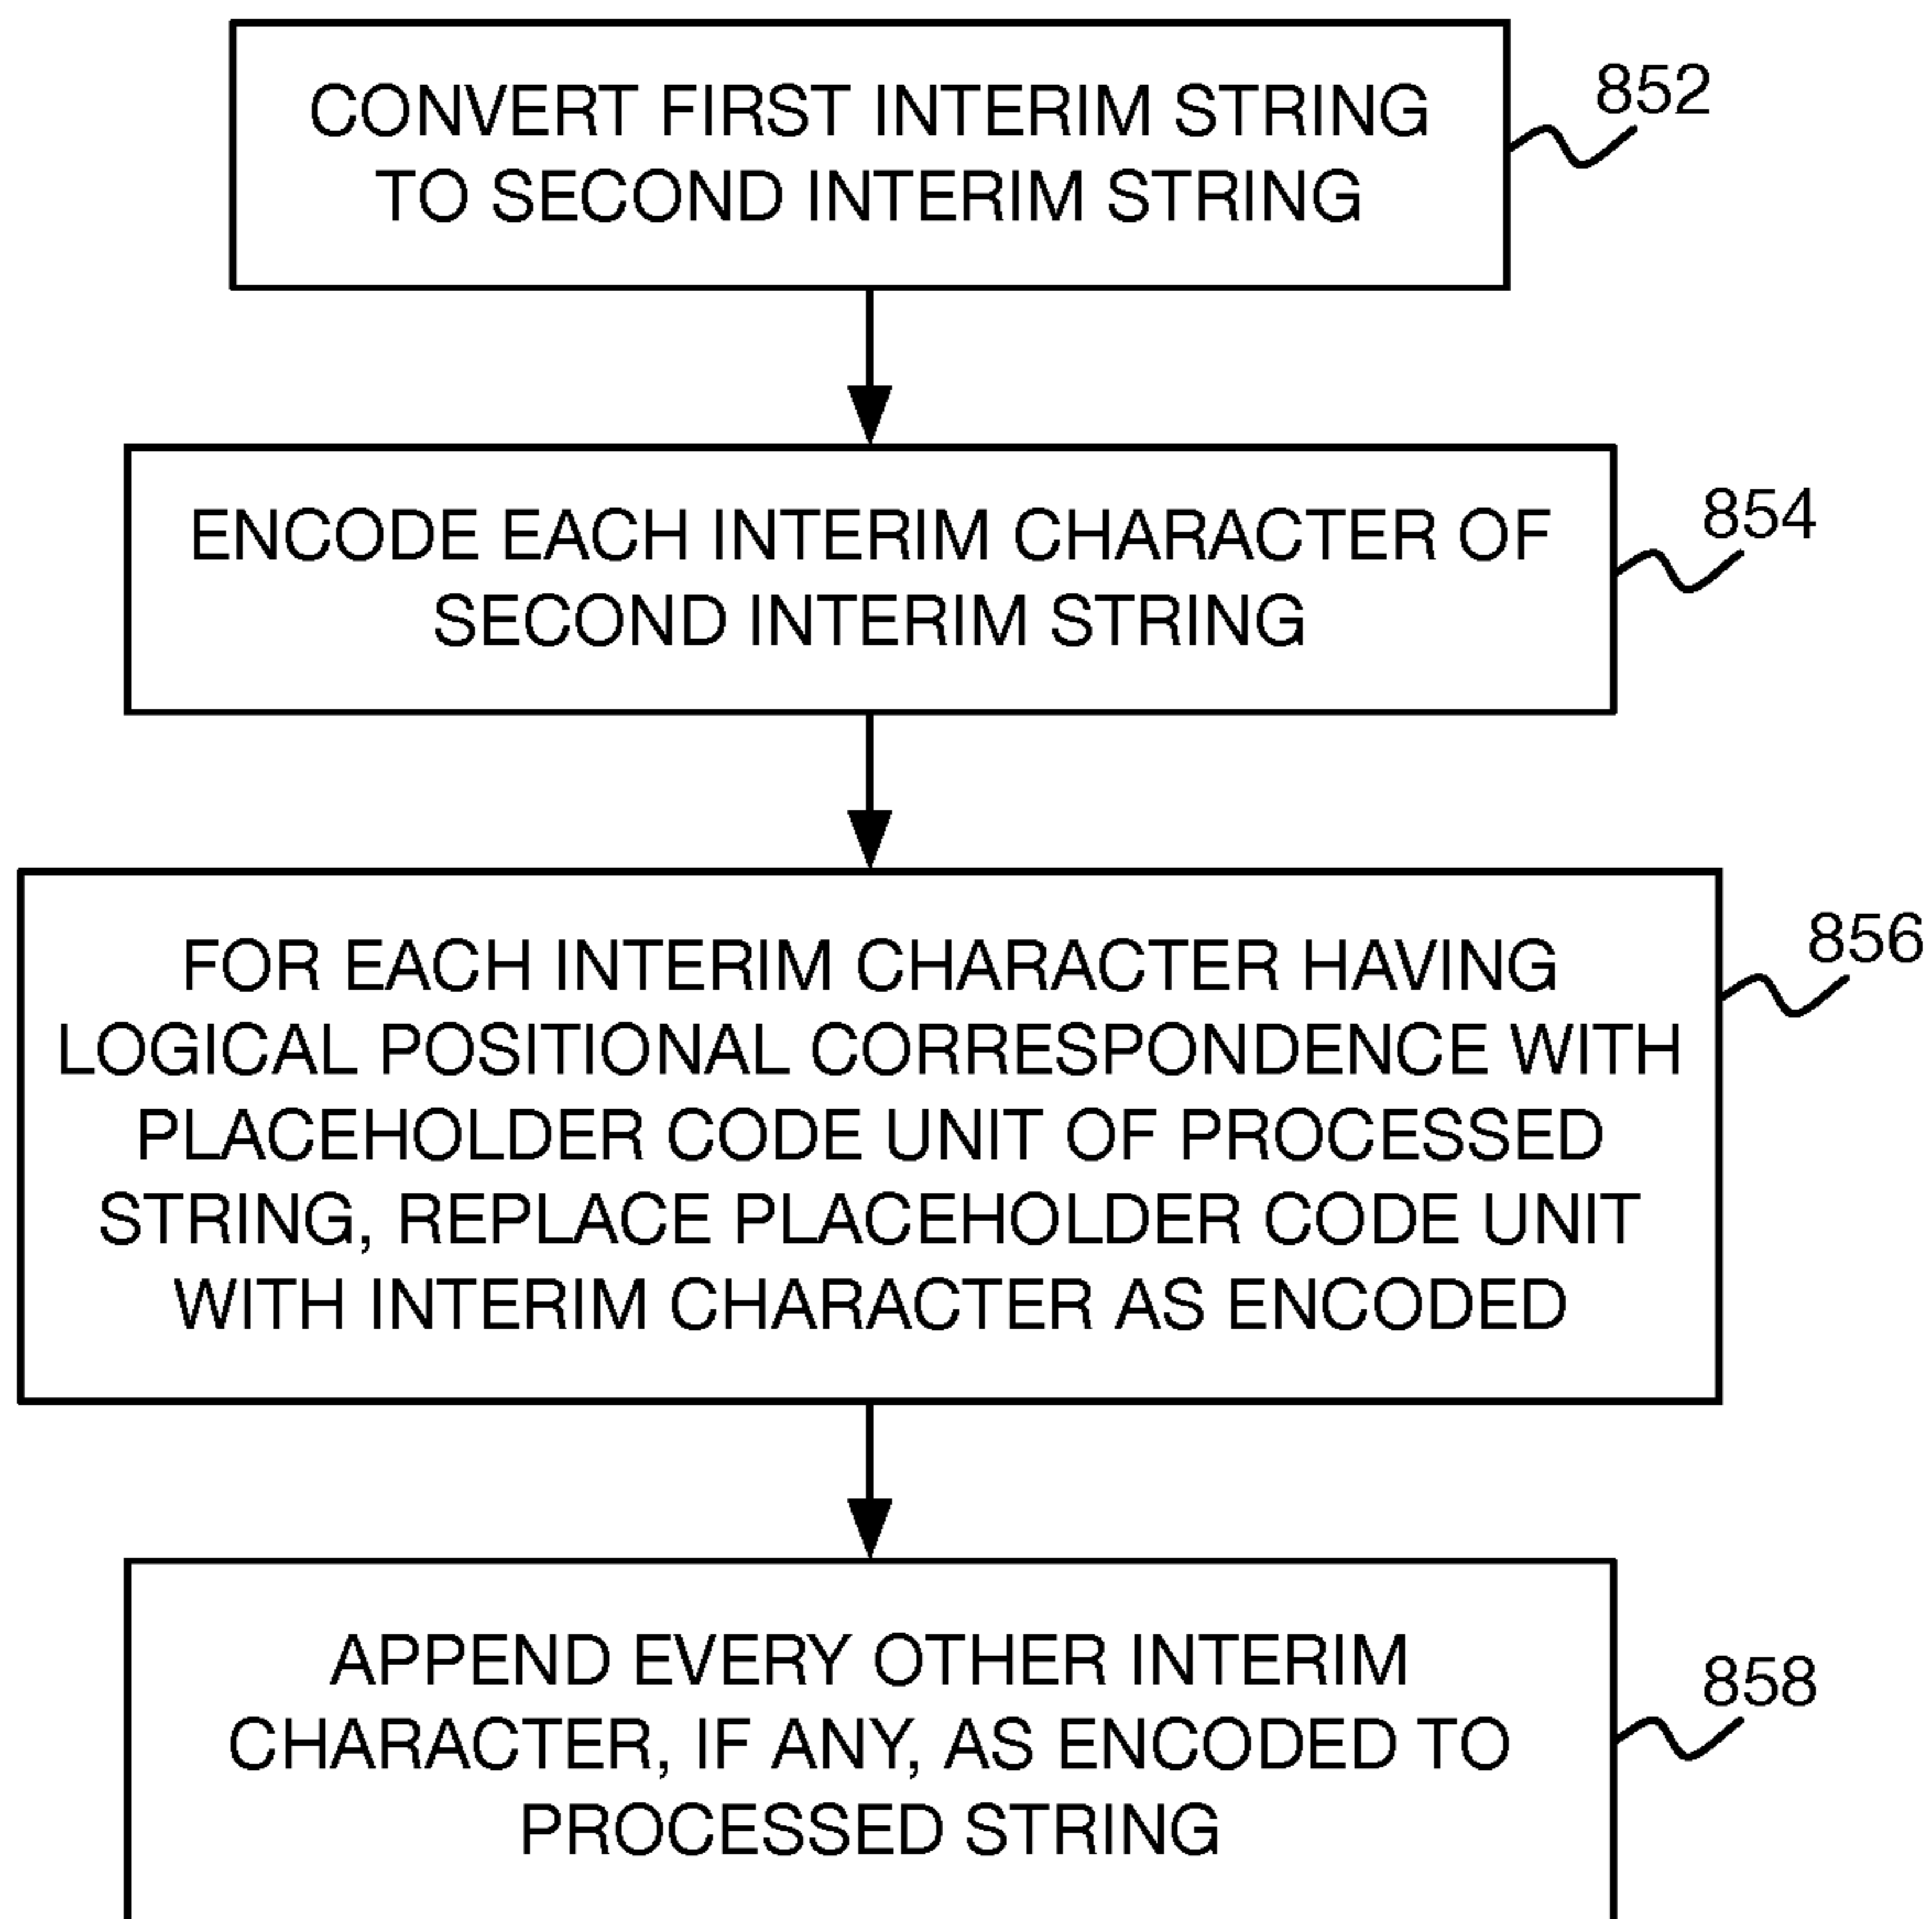 CONVERT FIRST INTERIM STRING
TO SECOND INTERIM STRING
852
ENCODE EACH INTERIM CHARACTER OF
SECOND INTERIM STRING
854
FOR EACH INTERIM CHARACTER HAVING
LOGICAL POSITIONAL CORRESPONDENCE WITH
PLACEHOLDER CODE UNIT OF PROCESSED
STRING, REPLACE PLACEHOLDER CODE UNIT
WITH INTERIM CHARACTER AS ENCODED
856
APPEND EVERY OTHER INTERIM
CHARACTER, IF ANY, AS ENCODED TO
PROCESSED STRING
858